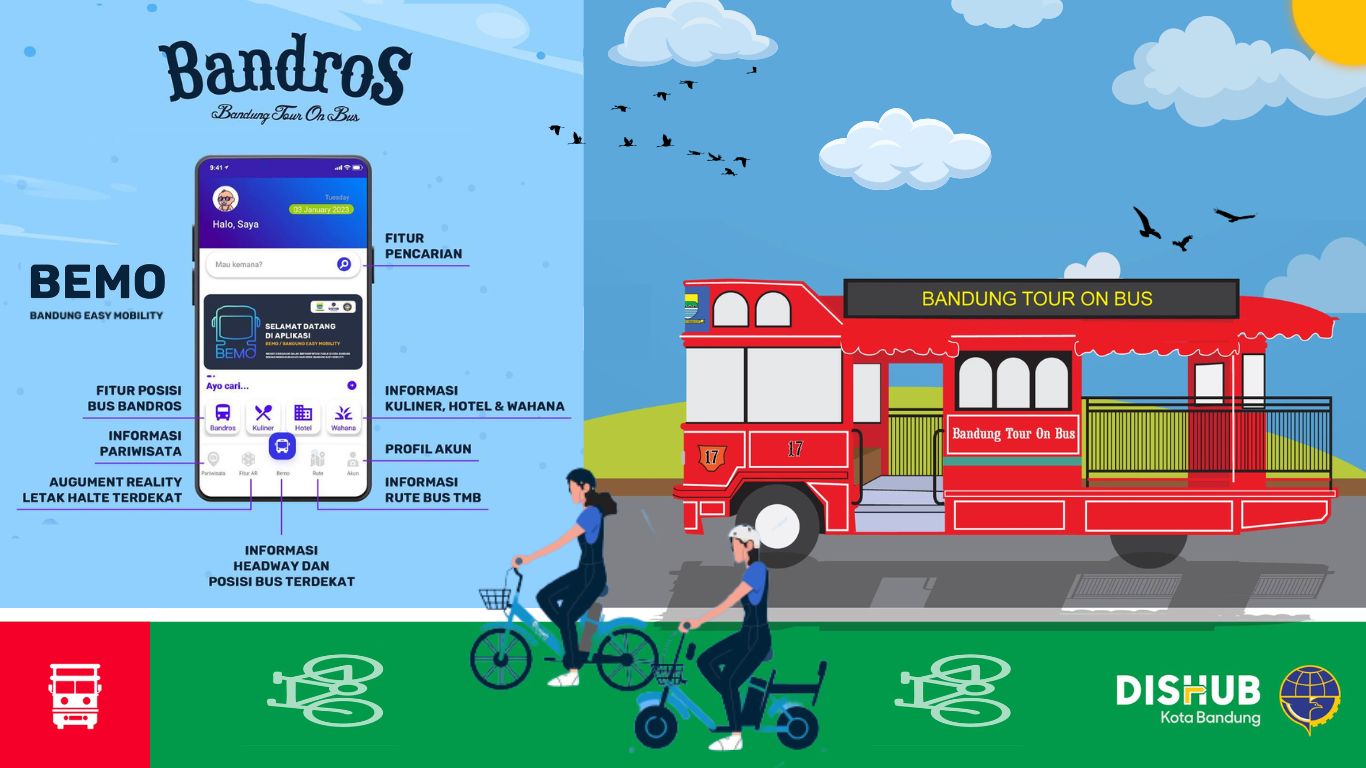 Bandros
Bandung Tour On Bus
BEMO
BANDUNG EASY MOBILITY
9:41
Tuesday
03 January 2023
Halo, Saya
Mau kemana?
SELAMAT DATANG
DI APLIKASI
BEMO / BANDUNG EASY MOBILITY
BEMO
Ayo cari...
Bandros
Kuliner
Hotel
Wahana
Pariwisata
Fitur AR
Bemo
Rute
Akun
FITUR
PENCARIAN
FITUR POSISI
BUS BANDROS
INFORMASI
PARIWISATA
AUGUMENT REALITY
LETAK HALTE TERDEKAT
INFORMASI
KULINER, HOTEL & WAHANA
PROFIL AKUN
INFORMASI
RUTE BUS TMB
INFORMASI
HEADWAY DAN
POSISI BUS TERDEKAT
BANDUNG TOUR ON BUS
Bandung Tour On Bus
17
17
DISHUB
Kota Bandung